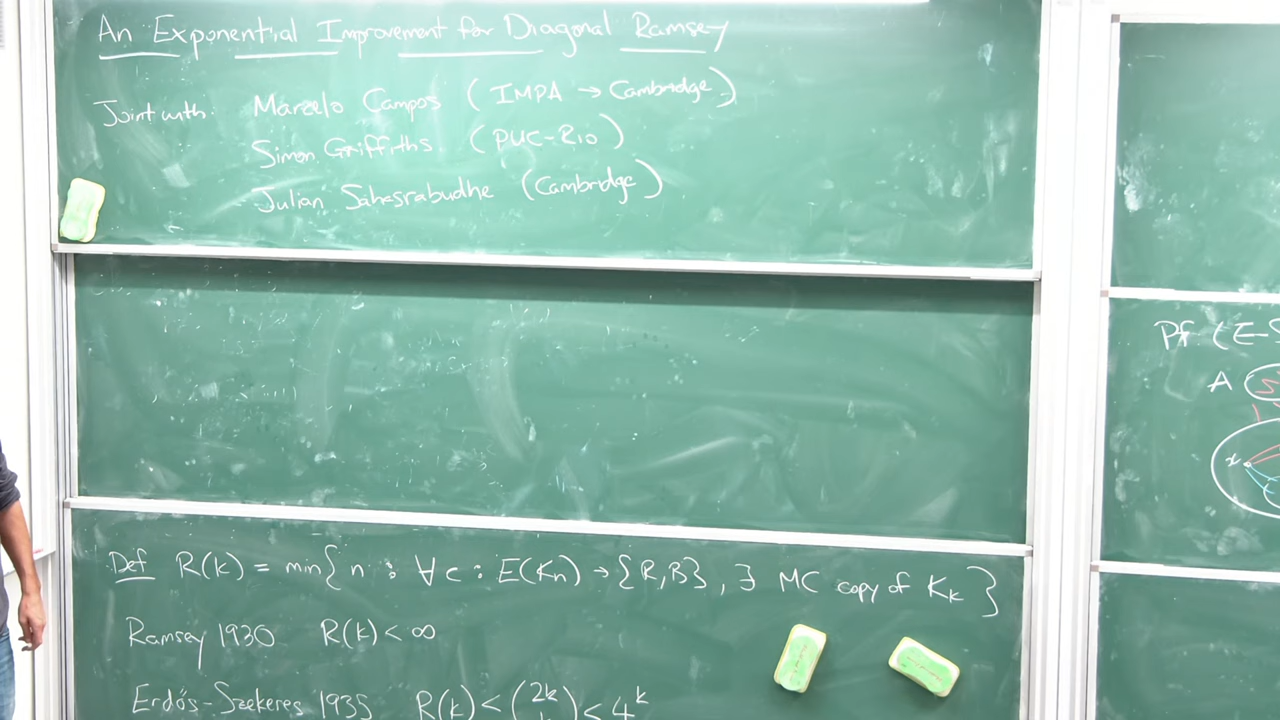 An Exponential Improvement for Diagonal Ramsey
Joint with: Marcelo Campos (IMPA → Cambridge)
Simon Griffiths (PUC-Rio)
Julian Sahasrabudhe (Cambridge)
Def R(k) = min{ n : ∀ c : E(Kn) → {R,B}, ∃ MC copy of Kk }
Ramsey 1930 R(k) < ∞
Erdős-Szekeres 1935 R(k) < (2k k) < 4^k
Pf (E-S
A
x